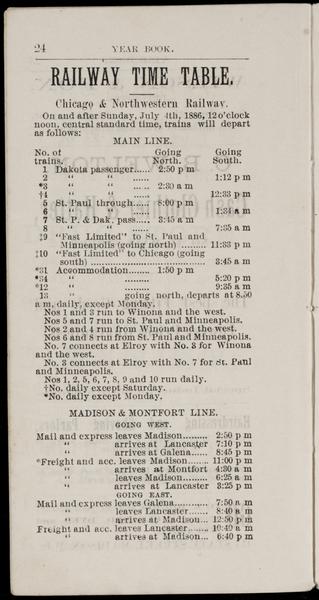 24 YEAR BOOK.
RAILWAY TIME TABLE.
Chicago & Northwestern Railway.
On and after Sunday, July 4th, 1886, 12 o'clock
noon, central standard time, trains will depart
as follows:
MAIN LINE.
No. of Going Going
trains. North. South.
1 Dakota passenger...... 2:50 p m
2 " " ...... 1:12 p m
*3 " " ...... 2:30 a m
†4 " " ...... 12:33 p m
5 St. Paul through..... 8:00 p m
6 " " ...... 1:34 a m
7 St. P. & Dak. pass.... 3:45 a m
8 " " ...... 7:35 a m
‡9 "Fast Limited" to St. Paul and
Minneapolis (going north) ......... 11:33 p m
‡10 "Fast Limited" to Chicago (going
south) ......... 3:45 a m
*31 Accommodation...... 1:50 p m
*34 " ......... 5:20 p m
*12 " ......... 9:35 a m
13 " going north, departs at 8.50
a m, daily, except Monday.
Nos 1 and 3 run to Winona and the west.
Nos 5 and 7 run to St. Paul and Minneapolis.
Nos 2 and 4 run from Winona and the west.
Nos 6 and 8 run from St. Paul and Minneapolis.
No. 7 connects at Elroy with No. 3 for Winona
and the west.
No. 3 connects at Elroy with No. 7 for St. Paul
and Minneapolis.
Nos 1, 2, 5, 6, 7, 8, 9 and 10 run daily.
†No. daily except Saturday.
*No. daily except Monday.
MADISON & MONTFORT LINE.
GOING WEST.
Mail and express leaves Madison......... 2:50 p m
" arrives at Lancaster 7:10 p m
" arrives at Galena...... 8:45 p m
*Freight and acc. leaves Madison......... 11:00 p m
" arrives at Montfort 4:30 a m
" leaves Madison......... 6:25 a m
" arrives at Lancaster 3:25 p m
GOING EAST.
Mail and express leaves Galena........... 7:50 a m
" leaves Lancaster....... 8:40 a m
" arrives at Madison... 12:50 p m
Freight and acc. leaves Lancaster....... 10:40 a m
" arrives at Madison... 6:40 p m